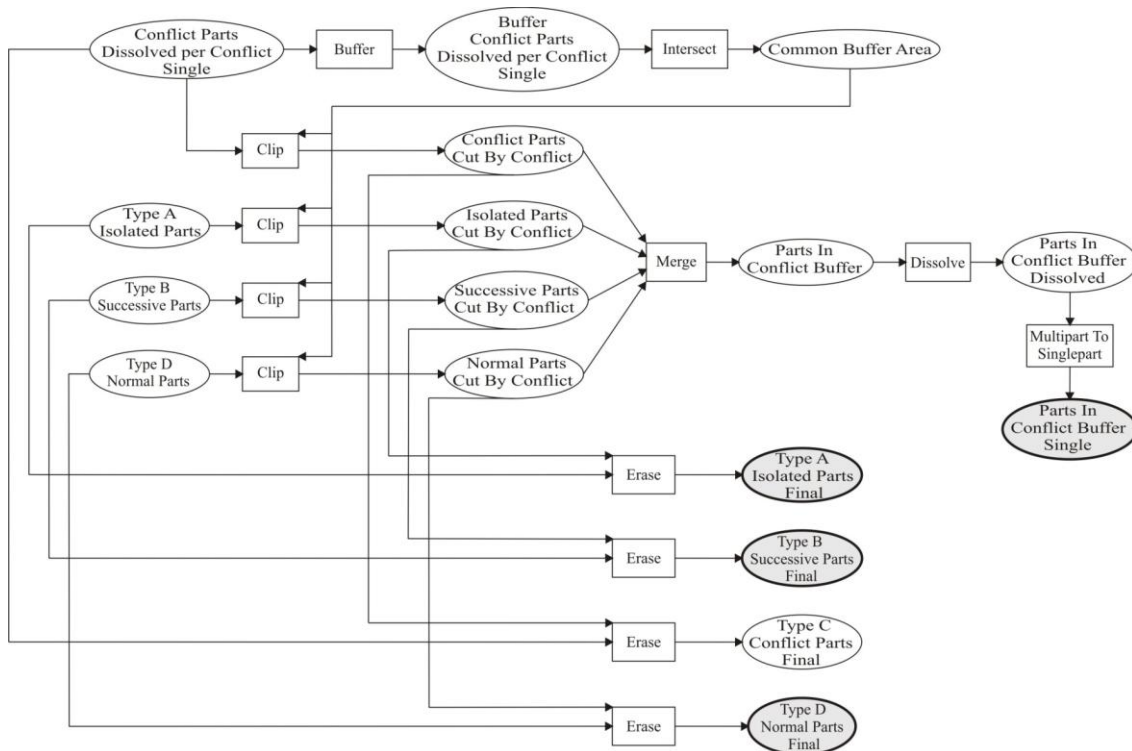 Conflict Parts
Dissolved per Conflict
Single
Buffer
Buffer
Conflict Parts
Dissolved per Conflict
Single
Intersect
Common Buffer Area
Clip
Conflict Parts
Cut By Conflict
Type A
Isolated Parts
Clip
Isolated Parts
Cut By Conflict
Merge
Parts In
Conflict Buffer
Dissolve
Parts In
Conflict Buffer
Dissolved
Type B
Successive Parts
Clip
Successive Parts
Cut By Conflict
Multipart To
Singlepart
Type D
Normal Parts
Clip
Normal Parts
Cut By Conflict
Parts In
Conflict Buffer
Single
Erase
Type A
Isolated Parts
Final
Erase
Type B
Successive Parts
Final
Erase
Type C
Conflict Parts
Final
Erase
Type D
Normal Parts
Final